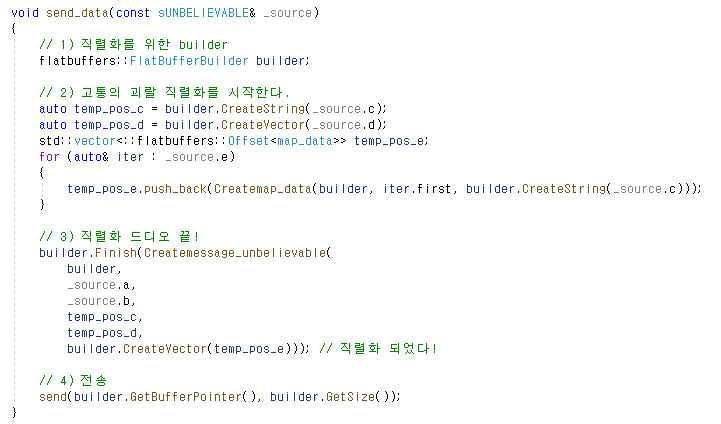 void send_data(const sUNBELIEVABLE& _source)
{
    // 1) 직렬화를 위한 builder
    flatbuffers::FlatBufferBuilder builder;

    // 2) 고통의 괴랄 직렬화를 시작한다.
    auto temp_pos_c = builder.CreateString(_source.c);
    auto temp_pos_d = builder.CreateVector(_source.d);
    std::vector<::flatbuffers::Offset<map_data>> temp_pos_e;
    for (auto& iter : _source.e)
    {
        temp_pos_e.push_back(Createmap_data(builder, iter.first, builder.CreateString(_source.c)));
    }

    // 3) 직렬화 드디오 끝!
    builder.Finish(Createmessage_unbelievable(
        builder,
        _source.a,
        _source.b,
        temp_pos_c,
        temp_pos_d,
        builder.CreateVector(temp_pos_e))); // 직렬화 되었다!

    // 4) 전송
    send(builder.GetBufferPointer(), builder.GetSize());
}